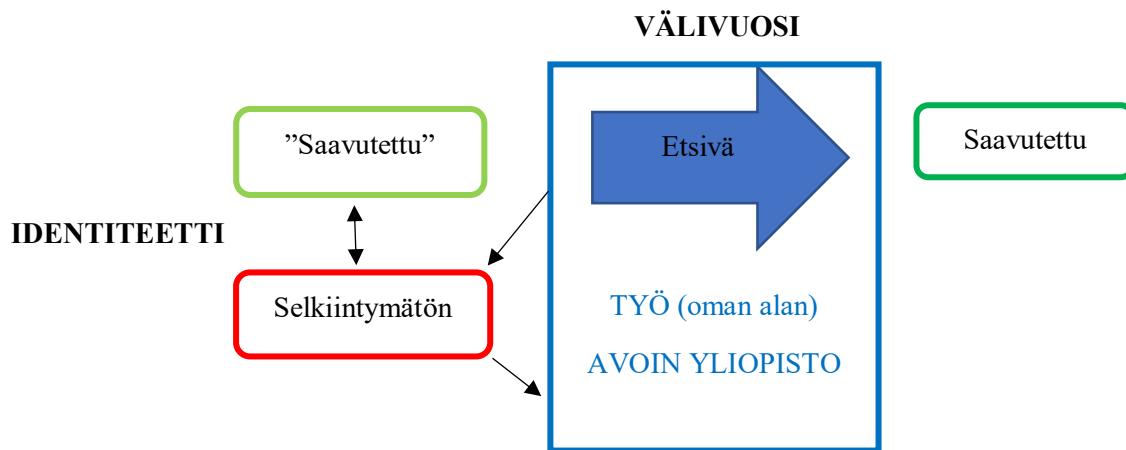 VÄLIVUOSI
”Saavutettu”
Etsivä
Saavutettu
IDENTITEETTI
Selkiintymätön
TYÖ (oman alan)
AVOIN YLIOPISTO